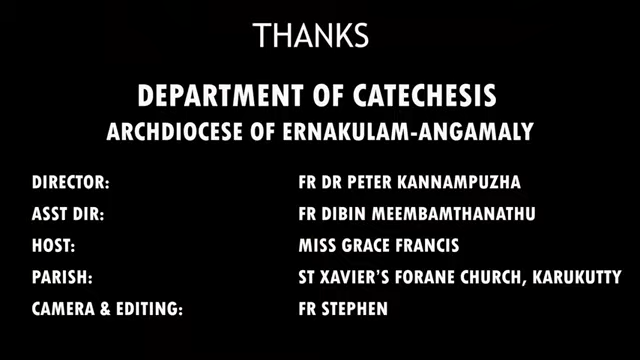 THANKS
DEPARTMENT OF CATECHESIS
ARCHDIOCESE OF ERNAKULAM-ANGAMALY
DIRECTOR: FR DR PETER KANNAMPUZHA
ASST DIR: FR DIBIN MEEMBAMTHANATHU
HOST: MISS GRACE FRANCIS
PARISH: ST XAVIER'S FORANE CHURCH, KARUKUTTY
CAMERA & EDITING: FR STEPHEN